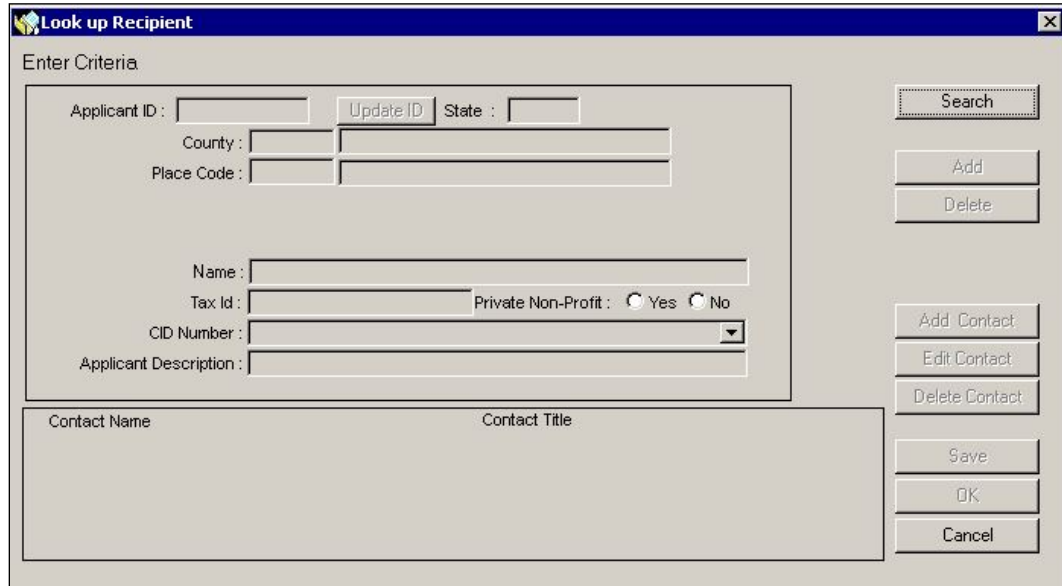 Look up Recipient
Enter Criteria
Applicant ID :
Update ID
State :
Search
County :
Place Code :
Add
Delete
Name :
Tax Id :
Private Non-Profit :
Yes
No
CID Number :
Applicant Description :
Add Contact
Edit Contact
Delete Contact
Contact Name
Contact Title
Save
OK
Cancel